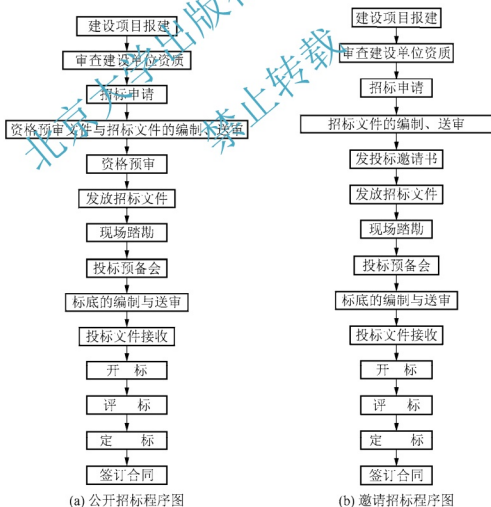 建设项目报建
审查建设单位资质
招标申请
资格预审文件与招标文件的编制、送审
资格预审
发放招标文件
现场踏勘
投标预备会
标底的编制与送审
投标文件接收
开 标
评 标
定 标
签订合同
(a) 公开招标程序图
建设项目报建
审查建设单位资质
招标申请
招标文件的编制、送审
发投标邀请书
发放招标文件
现场踏勘
投标预备会
标底的编制与送审
投标文件接收
开 标
评 标
定 标
签订合同
(b) 邀请招标程序图
北京大学出版
禁止转载